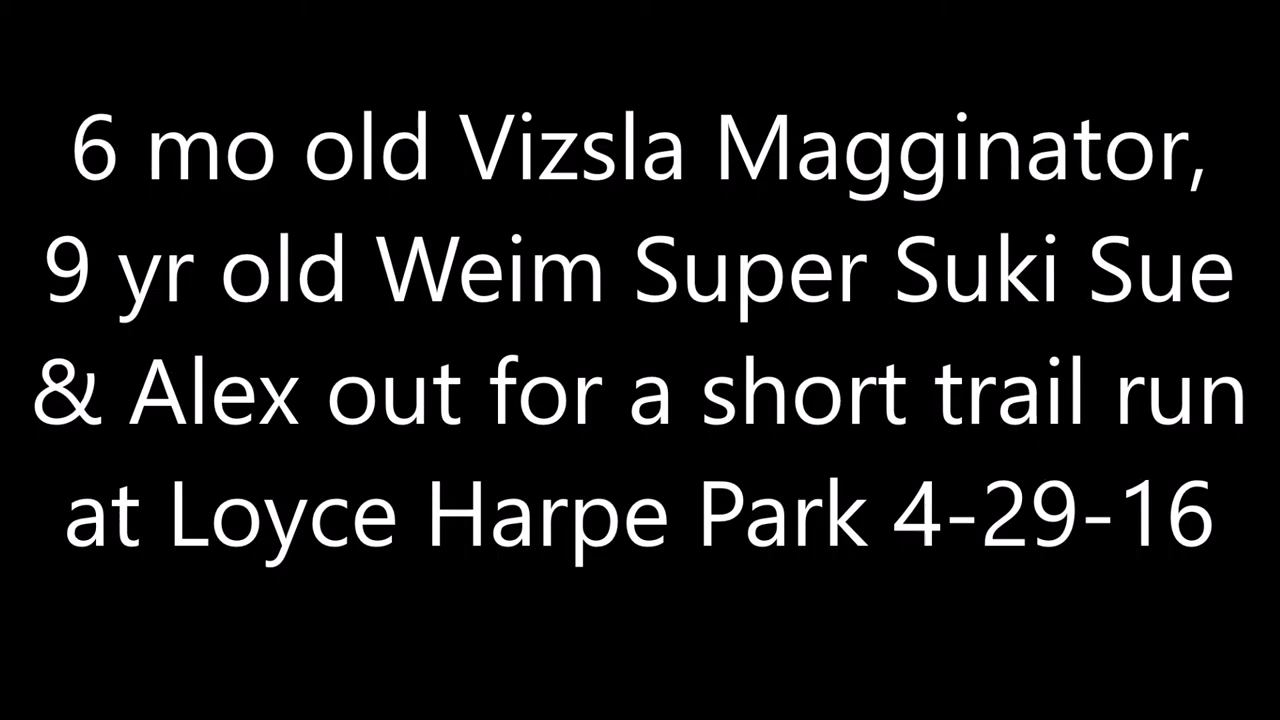 6 mo old Vizsla Magginator,
9 yr old Weim Super Suki Sue
& Alex out for a short trail run
at Loyce Harpe Park 4-29-16